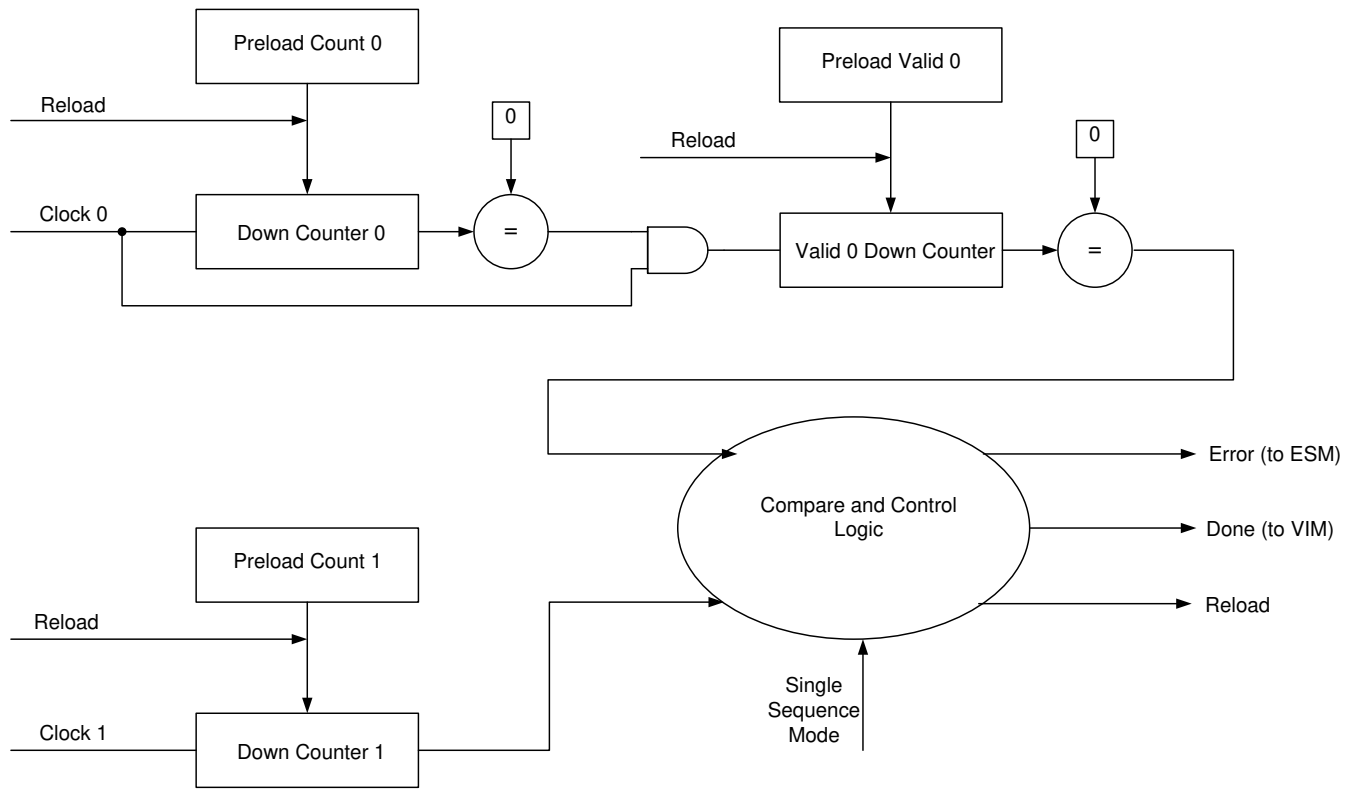 Preload Count 0
Preload Valid 0
Reload
0
Reload
0
Clock 0
Down Counter 0
=
Valid 0 Down Counter
=
Compare and Control
Logic
Error (to ESM)
Done (to VIM)
Reload
Preload Count 1
Reload
Single
Sequence
Mode
Clock 1
Down Counter 1